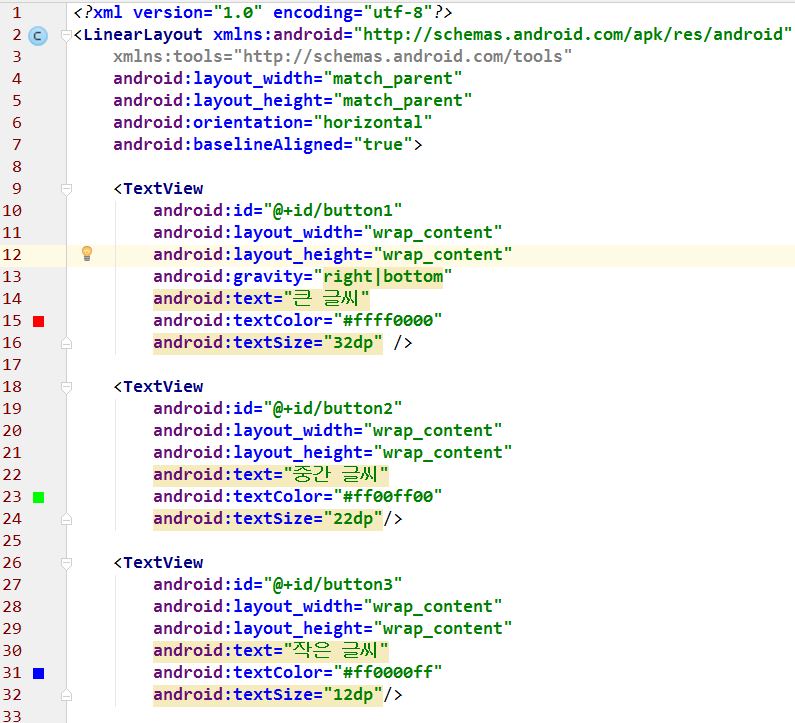 1 <?xml version="1.0" encoding="utf-8"?>
2 C <LinearLayout xmlns:android="http://schemas.android.com/apk/res/android"
3 xmlns:tools="http://schemas.android.com/tools"
4 android:layout_width="match_parent"
5 android:layout_height="match_parent"
6 android:orientation="horizontal"
7 android:baselineAligned="true">
8
9 <TextView
10 android:id="@+id/button1"
11 android:layout_width="wrap_content"
12 android:layout_height="wrap_content"
13 android:gravity="right|bottom"
14 android:text="큰 글씨"
15 android:textColor="#ffff0000"
16 android:textSize="32dp" />
17
18 <TextView
19 android:id="@+id/button2"
20 android:layout_width="wrap_content"
21 android:layout_height="wrap_content"
22 android:text="중간 글씨"
23 android:textColor="#ff00ff00"
24 android:textSize="22dp"/>
25
26 <TextView
27 android:id="@+id/button3"
28 android:layout_width="wrap_content"
29 android:layout_height="wrap_content"
30 android:text="작은 글씨"
31 android:textColor="#ff0000ff"
32 android:textSize="12dp"/>
33